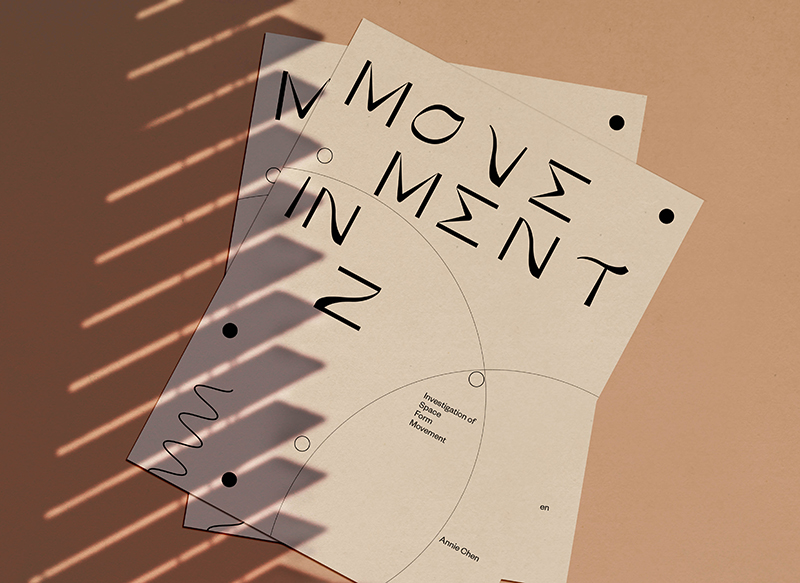 MOVE
MENT
IN
Z
Investigation of
Space
Form
Movement
en
Annie Chen
M